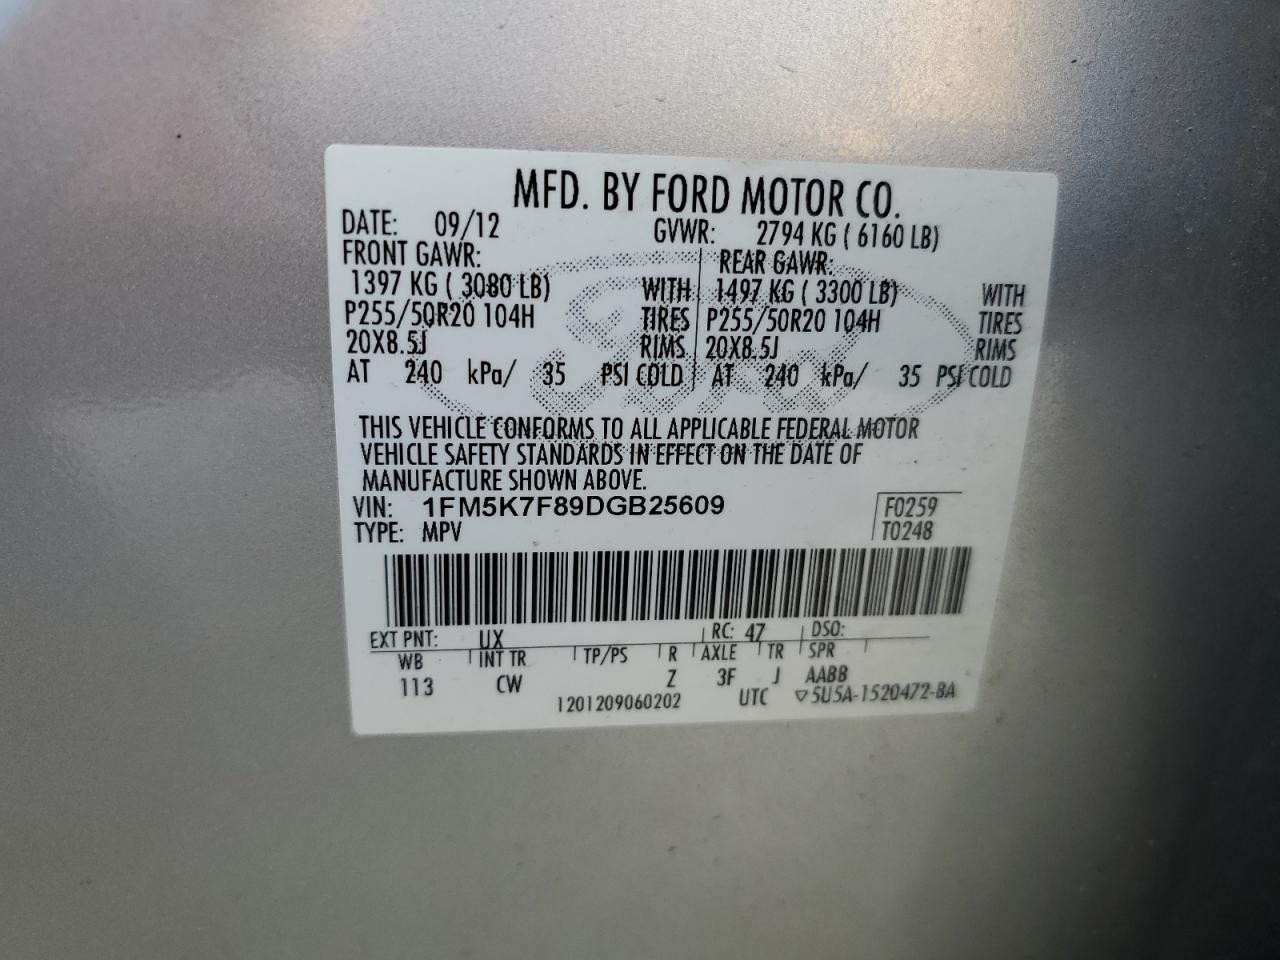 MFD. BY FORD MOTOR CO.
DATE: 09/12 GVWR: 2794 KG ( 6160 LB)
FRONT GAWR: REAR GAWR:
1397 KG ( 3080 LB) WITH 1497 KG ( 3300 LB) WITH
P255/50R20 104H TIRES P255/50R20 104H TIRES
20X8.5J RIMS 20X8.5J RIMS
AT 240 kPa/ 35 PSI COLD AT 240 kPa/ 35 PSI COLD
Ford
THIS VEHICLE CONFORMS TO ALL APPLICABLE FEDERAL MOTOR
VEHICLE SAFETY STANDARDS IN EFFECT ON THE DATE OF
MANUFACTURE SHOWN ABOVE.
VIN: 1FM5K7F89DGB25609 F0259
TYPE: MPV T0248
EXT PNT: UX RC: 47 DSO:
WB INT TR TP/PS R AXLE TR SPR
113 CW Z 3F J AABB
1201209060202 UTC ▽5U5A-1520472-BA